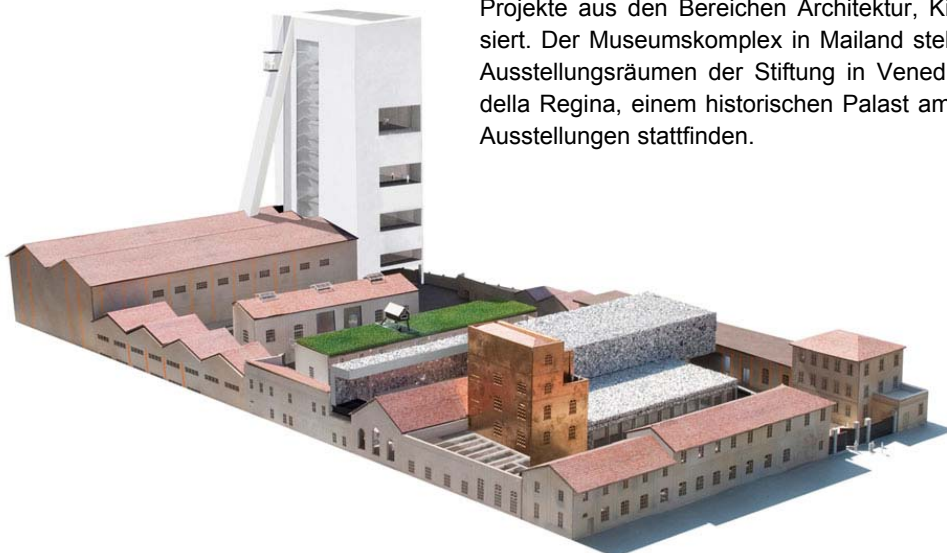 Projekte aus den Bereichen Architektur, Ki
siert. Der Museumskomplex in Mailand stel
Ausstellungsräumen der Stiftung in Vened
della Regina, einem historischen Palast am
Ausstellungen stattfinden.